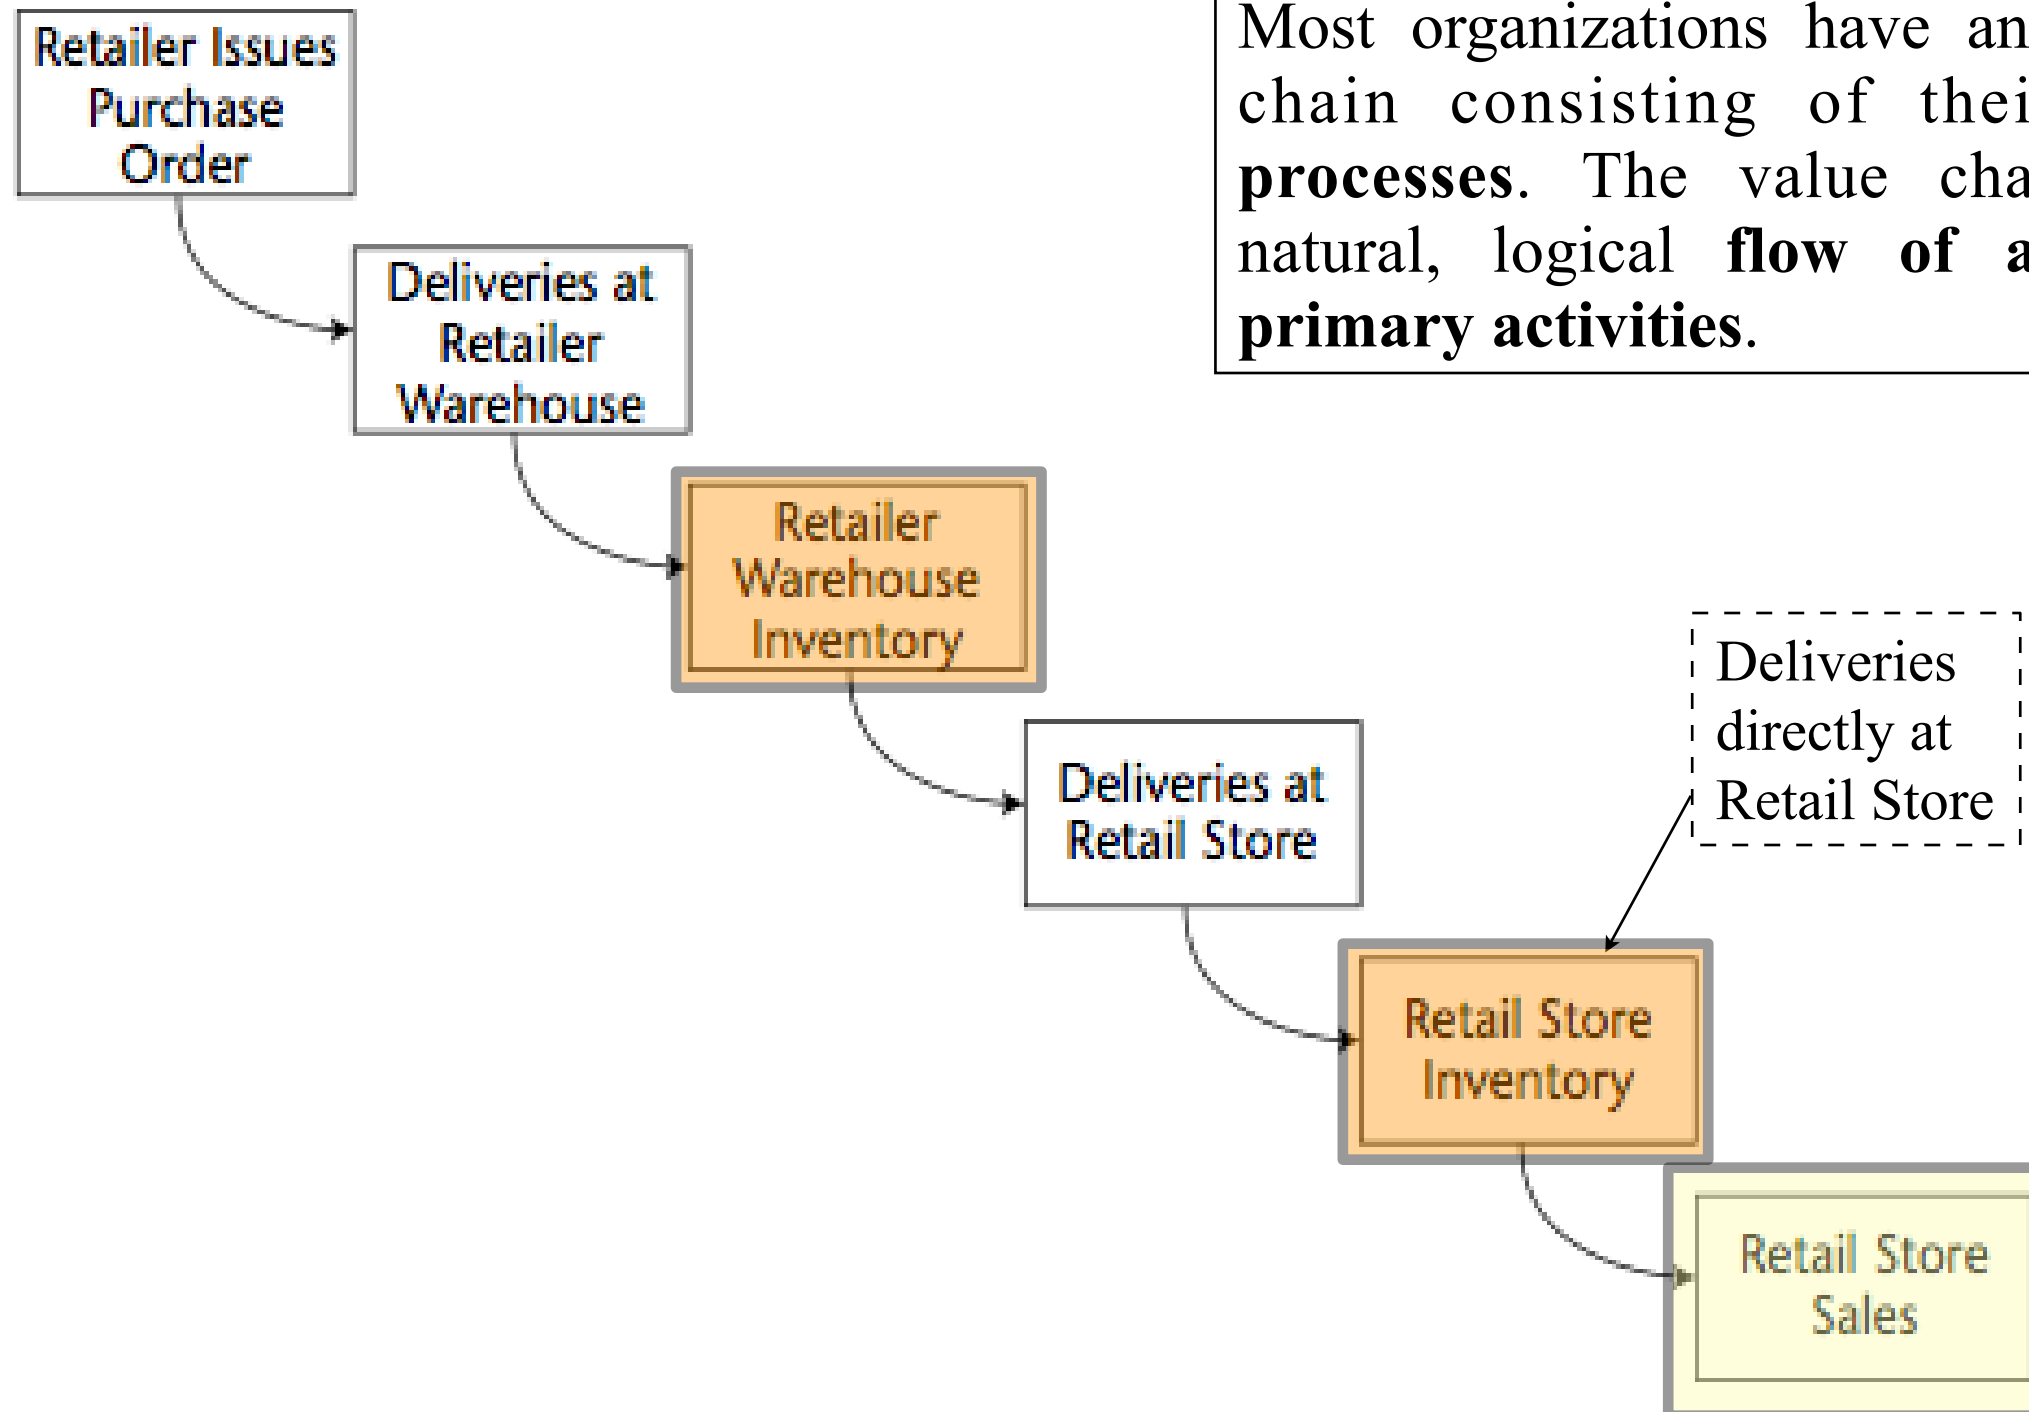 Retailer Issues
Purchase
Order
Most organizations have an
chain consisting of thei
processes. The value cha
natural, logical flow of a
primary activities.
Deliveries at
Retailer
Warehouse
Retailer
Warehouse
Inventory
Deliveries
directly at
Retail Store
Deliveries at
Retail Store
Retail Store
Inventory
Retail Store
Sales